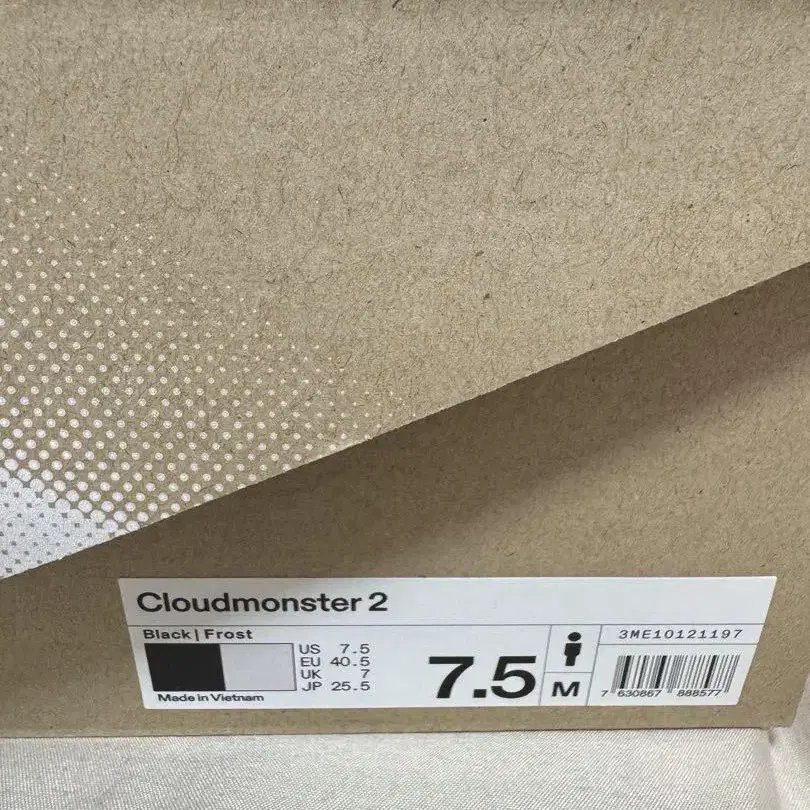 Cloudmonster 2
Black | Frost
US 7.5
EU 40.5
UK 7
JP 25.5
Made in Vietnam
7.5
M
3ME10121197
7 630867 888577